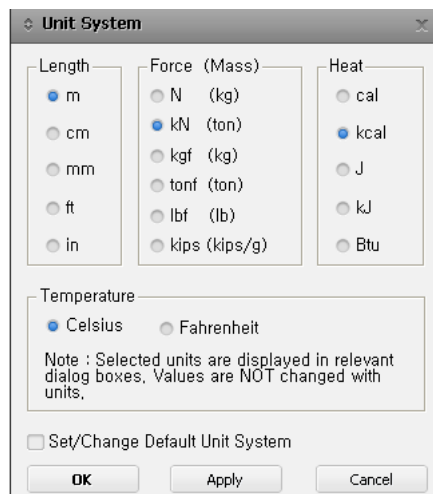 Unit System
Length
m
cm
mm
ft
in
Force (Mass)
N (kg)
kN (ton)
kgf (kg)
tonf (ton)
lbf (lb)
kips (kips/g)
Heat
cal
kcal
J
kJ
Btu
Temperature
Celsius Fahrenheit
Note : Selected units are displayed in relevant
dialog boxes, Values are NOT changed with
units,
Set/Change Default Unit System
OK Apply Cancel